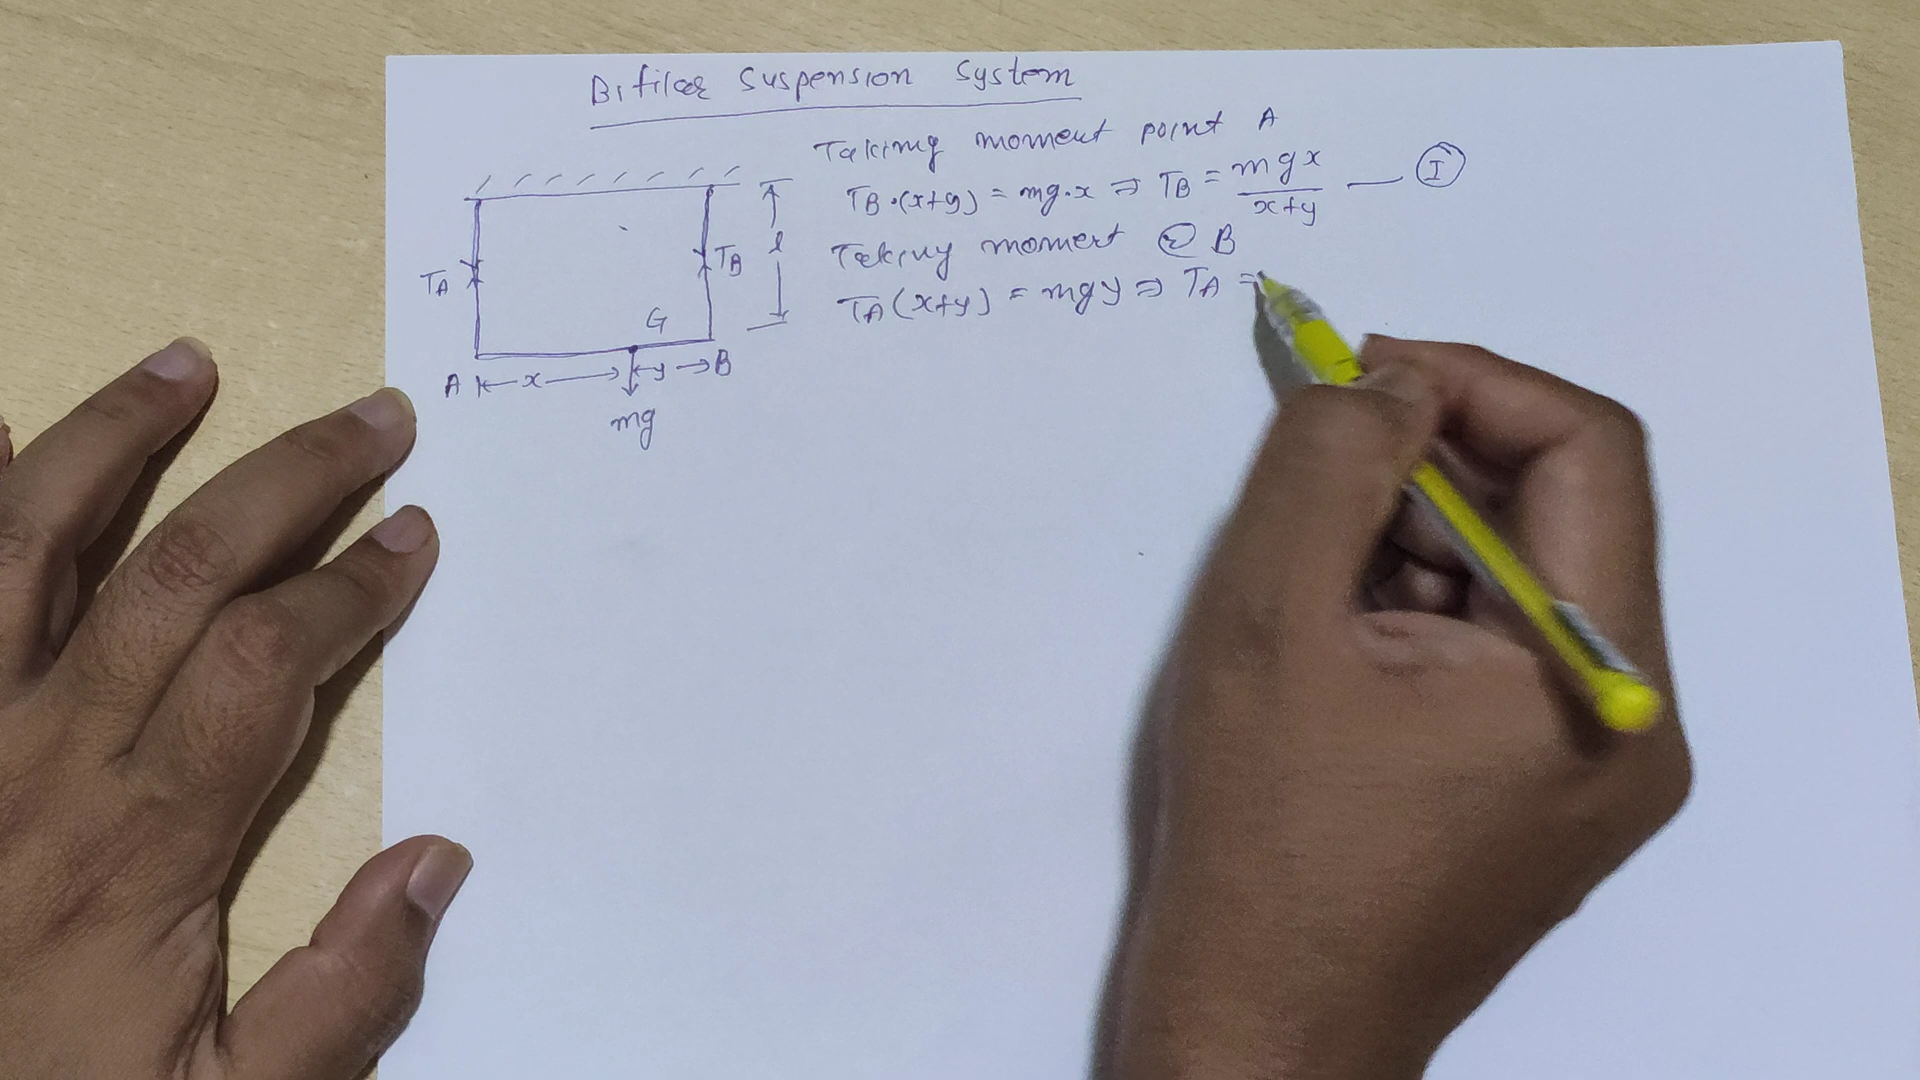 Bifilar Suspension System
Taking moment point A
TB.(x+y) = mg.x ⇒ TB = mgx/x+y — I
Taking moment @ B
TA(x+y) = mgy ⇒ TA =
TA
TB
l
G
A x y B
mg